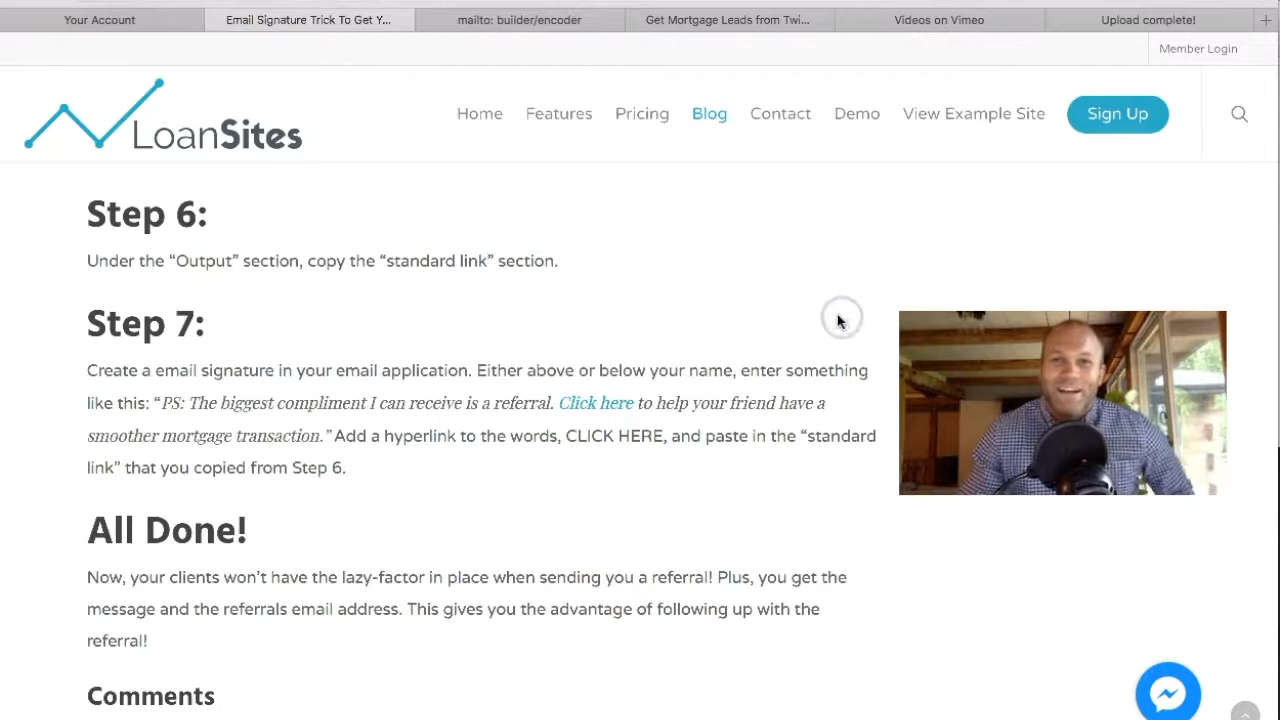 Your Account
Email Signature Trick To Get Y...
mailto: builder/encoder
Get Mortgage Leads from Twi...
Videos on Vimeo
Upload complete!
Member Login
LoanSites
Home
Features
Pricing
Blog
Contact
Demo
View Example Site
Sign Up
Step 6:
Under the “Output” section, copy the “standard link” section.
Step 7:
Create a email signature in your email application. Either above or below your name, enter something
like this: “PS: The biggest compliment I can receive is a referral. Click here to help your friend have a
smoother mortgage transaction.” Add a hyperlink to the words, CLICK HERE, and paste in the “standard
link” that you copied from Step 6.
All Done!
Now, your clients won’t have the lazy-factor in place when sending you a referral! Plus, you get the
message and the referrals email address. This gives you the advantage of following up with the
referral!
Comments